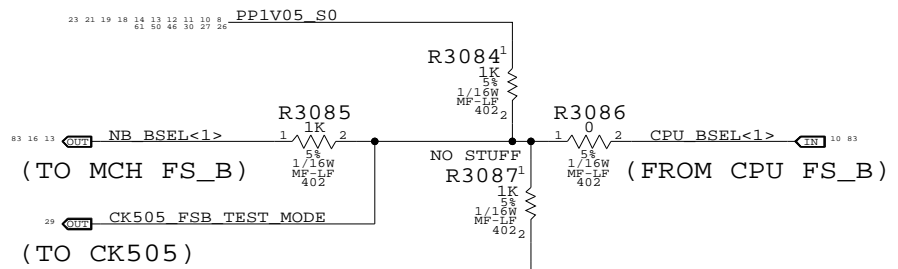 23 21 19 18 14 13 12 11 10 8
61 50 46 30 27 26
PP1V05_S0
R3084
1
1K
5%
1/16W
MF-LF
402
2
R3085
1K
1
2
5%
1/16W
MF-LF
402
R3086
0
1
2
5%
1/16W
MF-LF
402
83 16 13
OUT
NB_BSEL<1>
CPU_BSEL<1>
IN
10 83
(TO MCH FS_B)
NO STUFF
(FROM CPU FS_B)
R3087
1
1K
5%
1/16W
MF-LF
402
2
29
OUT
CK505_FSB_TEST_MODE
(TO CK505)